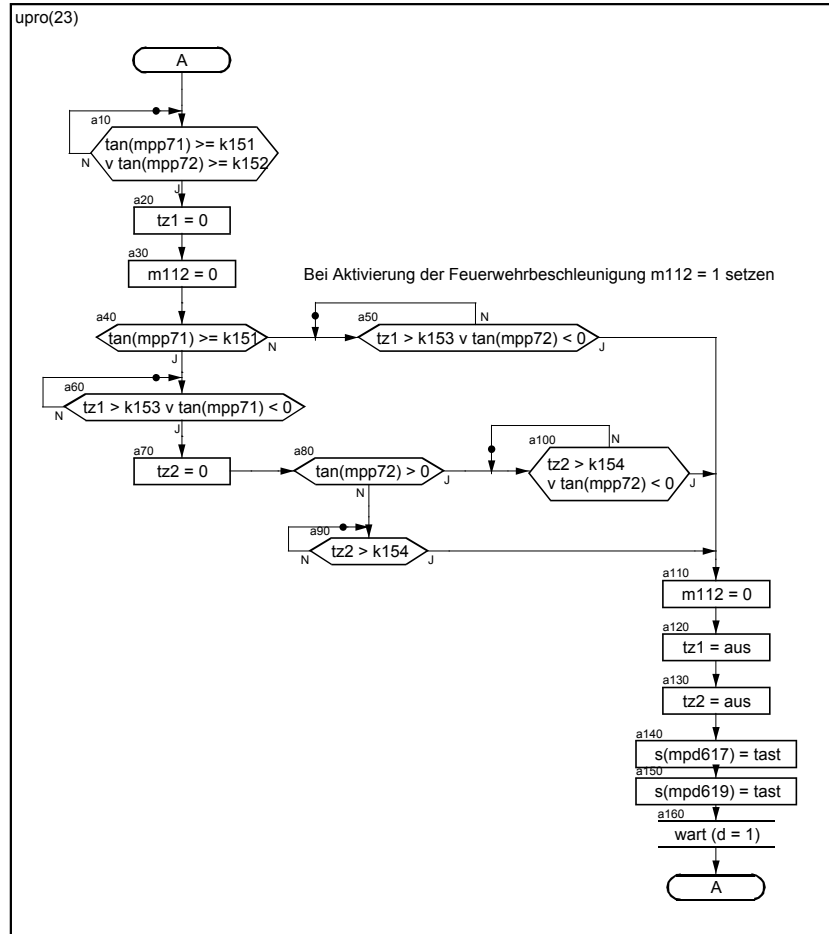 upro(23)
A
a10
tan(mpp71) >= k151
v tan(mpp72) >= k152
N
J
a20
tz1 = 0
a30
m112 = 0
Bei Aktivierung der Feuerwehrbeschleunigung m112 = 1 setzen
a40
tan(mpp71) >= k151
N
J
a50
N
tz1 > k153 v tan(mpp72) < 0
J
a60
tz1 > k153 v tan(mpp71) < 0
N
J
a70
tz2 = 0
a80
tan(mpp72) > 0
J
N
a100
N
tz2 > k154
v tan(mpp72) < 0
J
a90
tz2 > k154
N
J
a110
m112 = 0
a120
tz1 = aus
a130
tz2 = aus
a140
s(mpd617) = tast
a150
s(mpd619) = tast
a160
wart (d = 1)
A